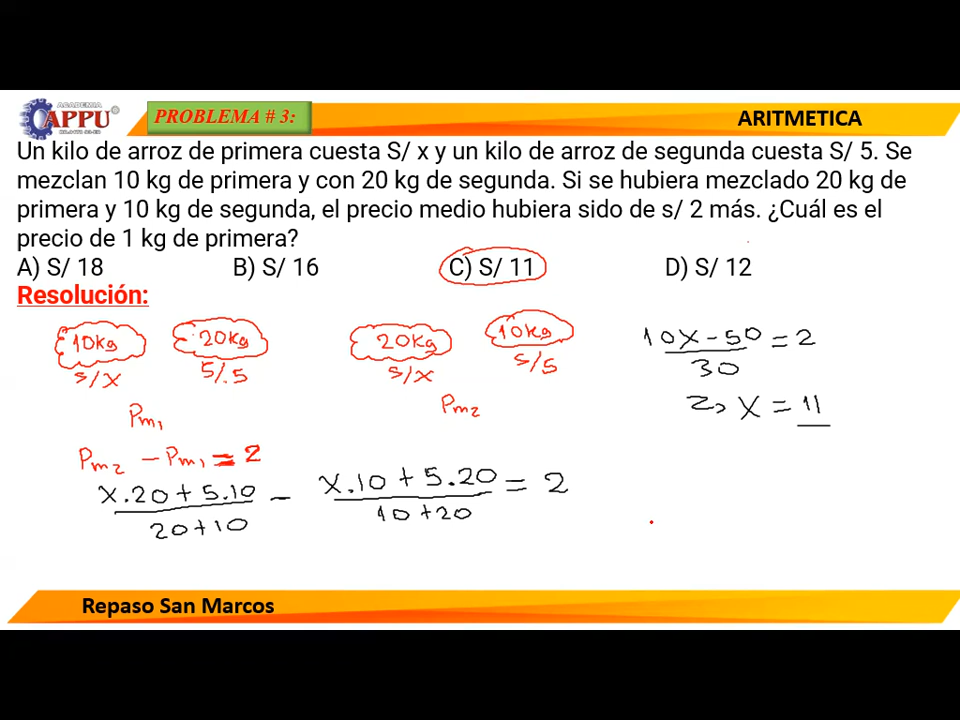 ACADEMIA
APPU
PROBLEMA # 3:
ARITMETICA
Un kilo de arroz de primera cuesta S/ x y un kilo de arroz de segunda cuesta S/ 5. Se
mezclan 10 kg de primera y con 20 kg de segunda. Si se hubiera mezclado 20 kg de
primera y 10 kg de segunda, el precio medio hubiera sido de s/ 2 más. ¿Cuál es el
precio de 1 kg de primera?
A) S/ 18 B) S/ 16 C) S/ 11 D) S/ 12
Resolución:
10kg 20kg 20kg 10kg
S/x 5/.5 S/x S/5
Pm1 Pm2
Pm2 - Pm1 = 2
x.20 + 5.10 - x.10 + 5.20 = 2
20+10 10+20
10x - 50 = 2
30
=> x = 11
Repaso San Marcos